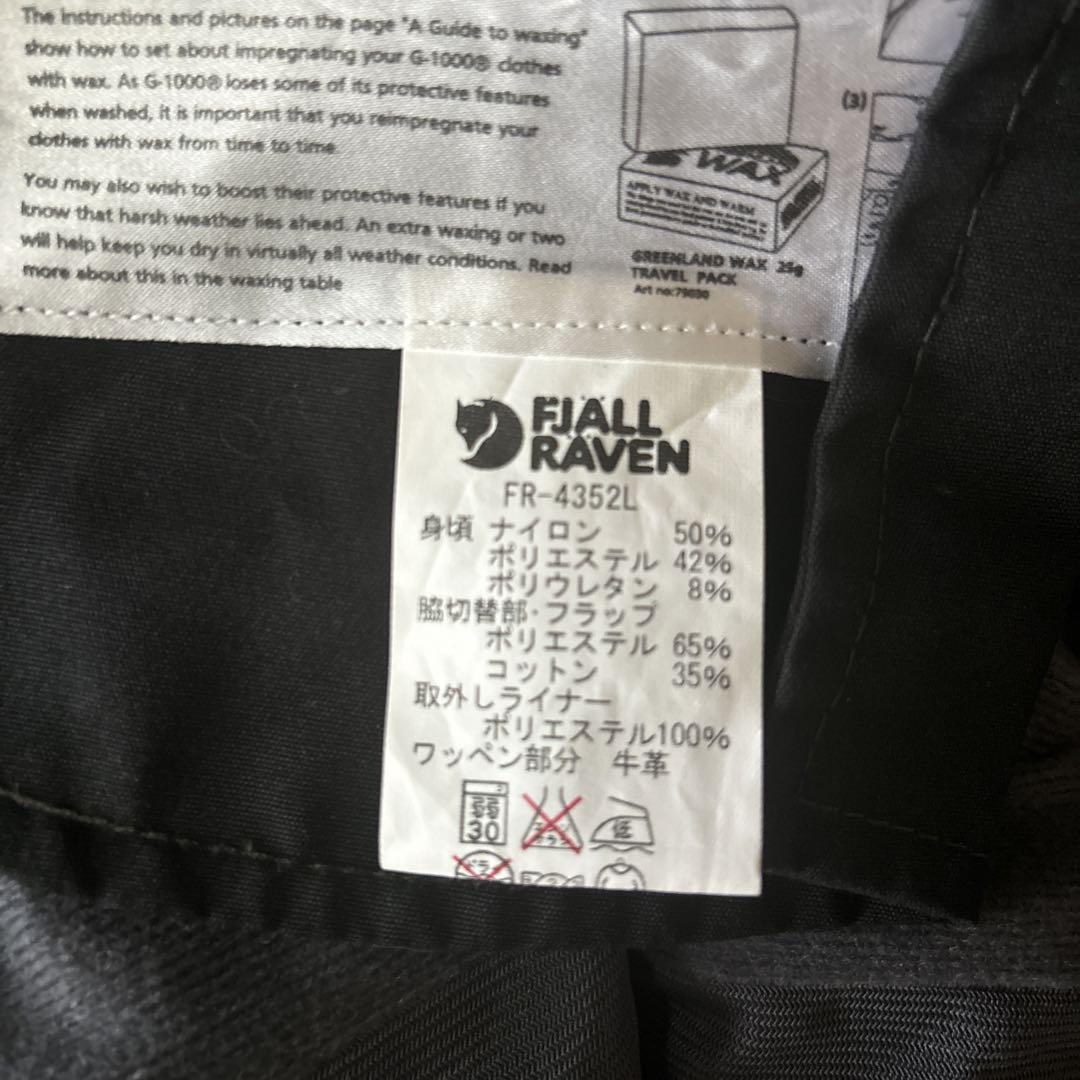 The instructions and pictures on the page "A Guide to waxing"
show how to set about impregnating your G-1000® clothes
with wax. As G-1000® loses some of its protective features
when washed, it is important that you reimpregnate your
clothes with wax from time to time
You may also wish to boost their protective features if you
know that harsh weather lies ahead. An extra waxing or two
will help keep you dry in virtually all weather conditions. Read
more about this in the waxing table
WAX
APPLY WAX AND WARM
GREENLAND WAX 25g
TRAVEL PACK
Art no:79030
(3)
FJÄLL
RÄVEN
FR-4352L
身頃 ナイロン 50%
ポリエステル 42%
ポリウレタン 8%
脇切替部・フラップ
ポリエステル 65%
コットン 35%
取外しライナー
ポリエステル100%
ワッペン部分 牛革
弱
30
低
ドライ